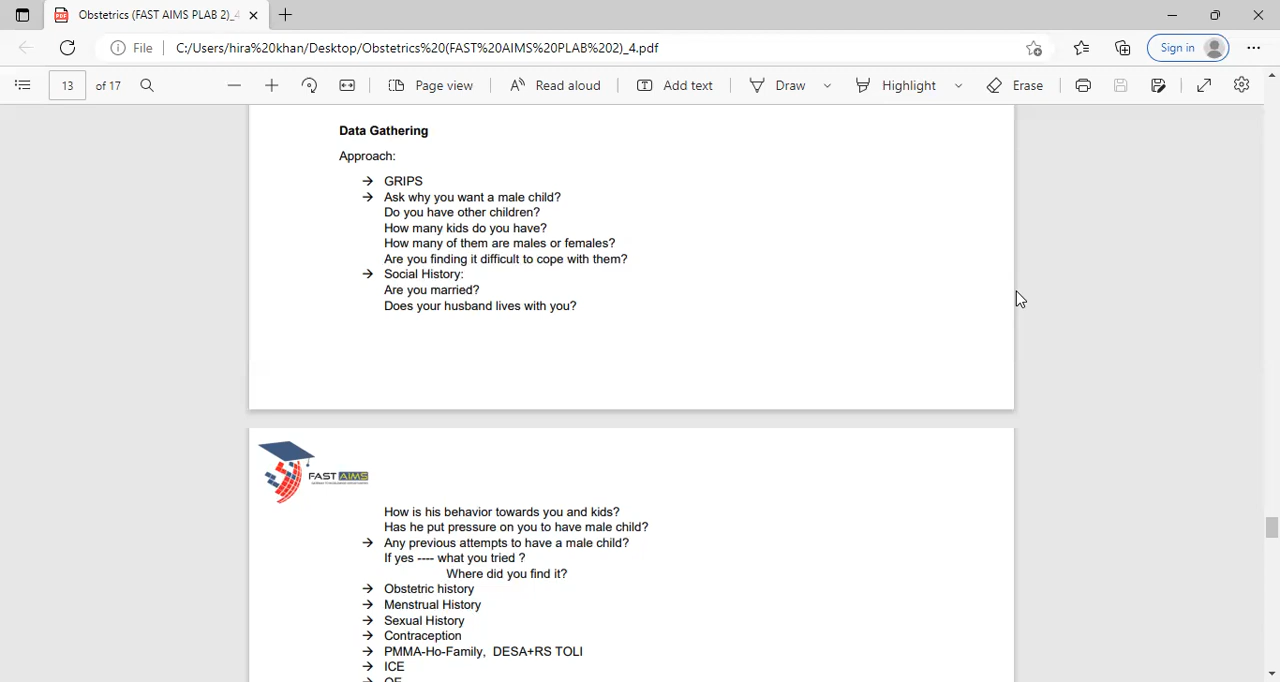 Obstetrics (FAST AIMS PLAB 2)_4
File C:/Users/hira%20khan/Desktop/Obstetrics%20(FAST%20AIMS%20PLAB%202)_4.pdf Sign in
13 of 17 Page view Read aloud Add text Draw Highlight Erase
Data Gathering
Approach:
→ GRIPS
→ Ask why you want a male child?
Do you have other children?
How many kids do you have?
How many of them are males or females?
Are you finding it difficult to cope with them?
→ Social History:
Are you married?
Does your husband lives with you?
FAST AIMS
How is his behavior towards you and kids?
Has he put pressure on you to have male child?
→ Any previous attempts to have a male child?
If yes ---- what you tried ?
Where did you find it?
→ Obstetric history
→ Menstrual History
→ Sexual History
→ Contraception
→ PMMA-Ho-Family, DESA+RS TOLI
→ ICE